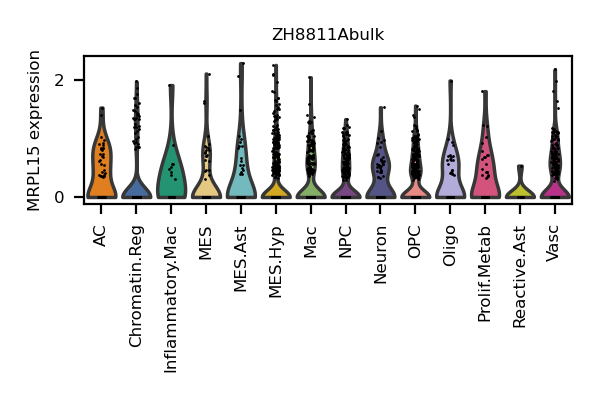 ZH8811Abulk
MRPL15 expression
2
0
AC
Chromatin.Reg
Inflammatory.Mac
MES
MES.Ast
MES.Hyp
Mac
NPC
Neuron
OPC
Oligo
Prolif.Metab
Reactive.Ast
Vasc